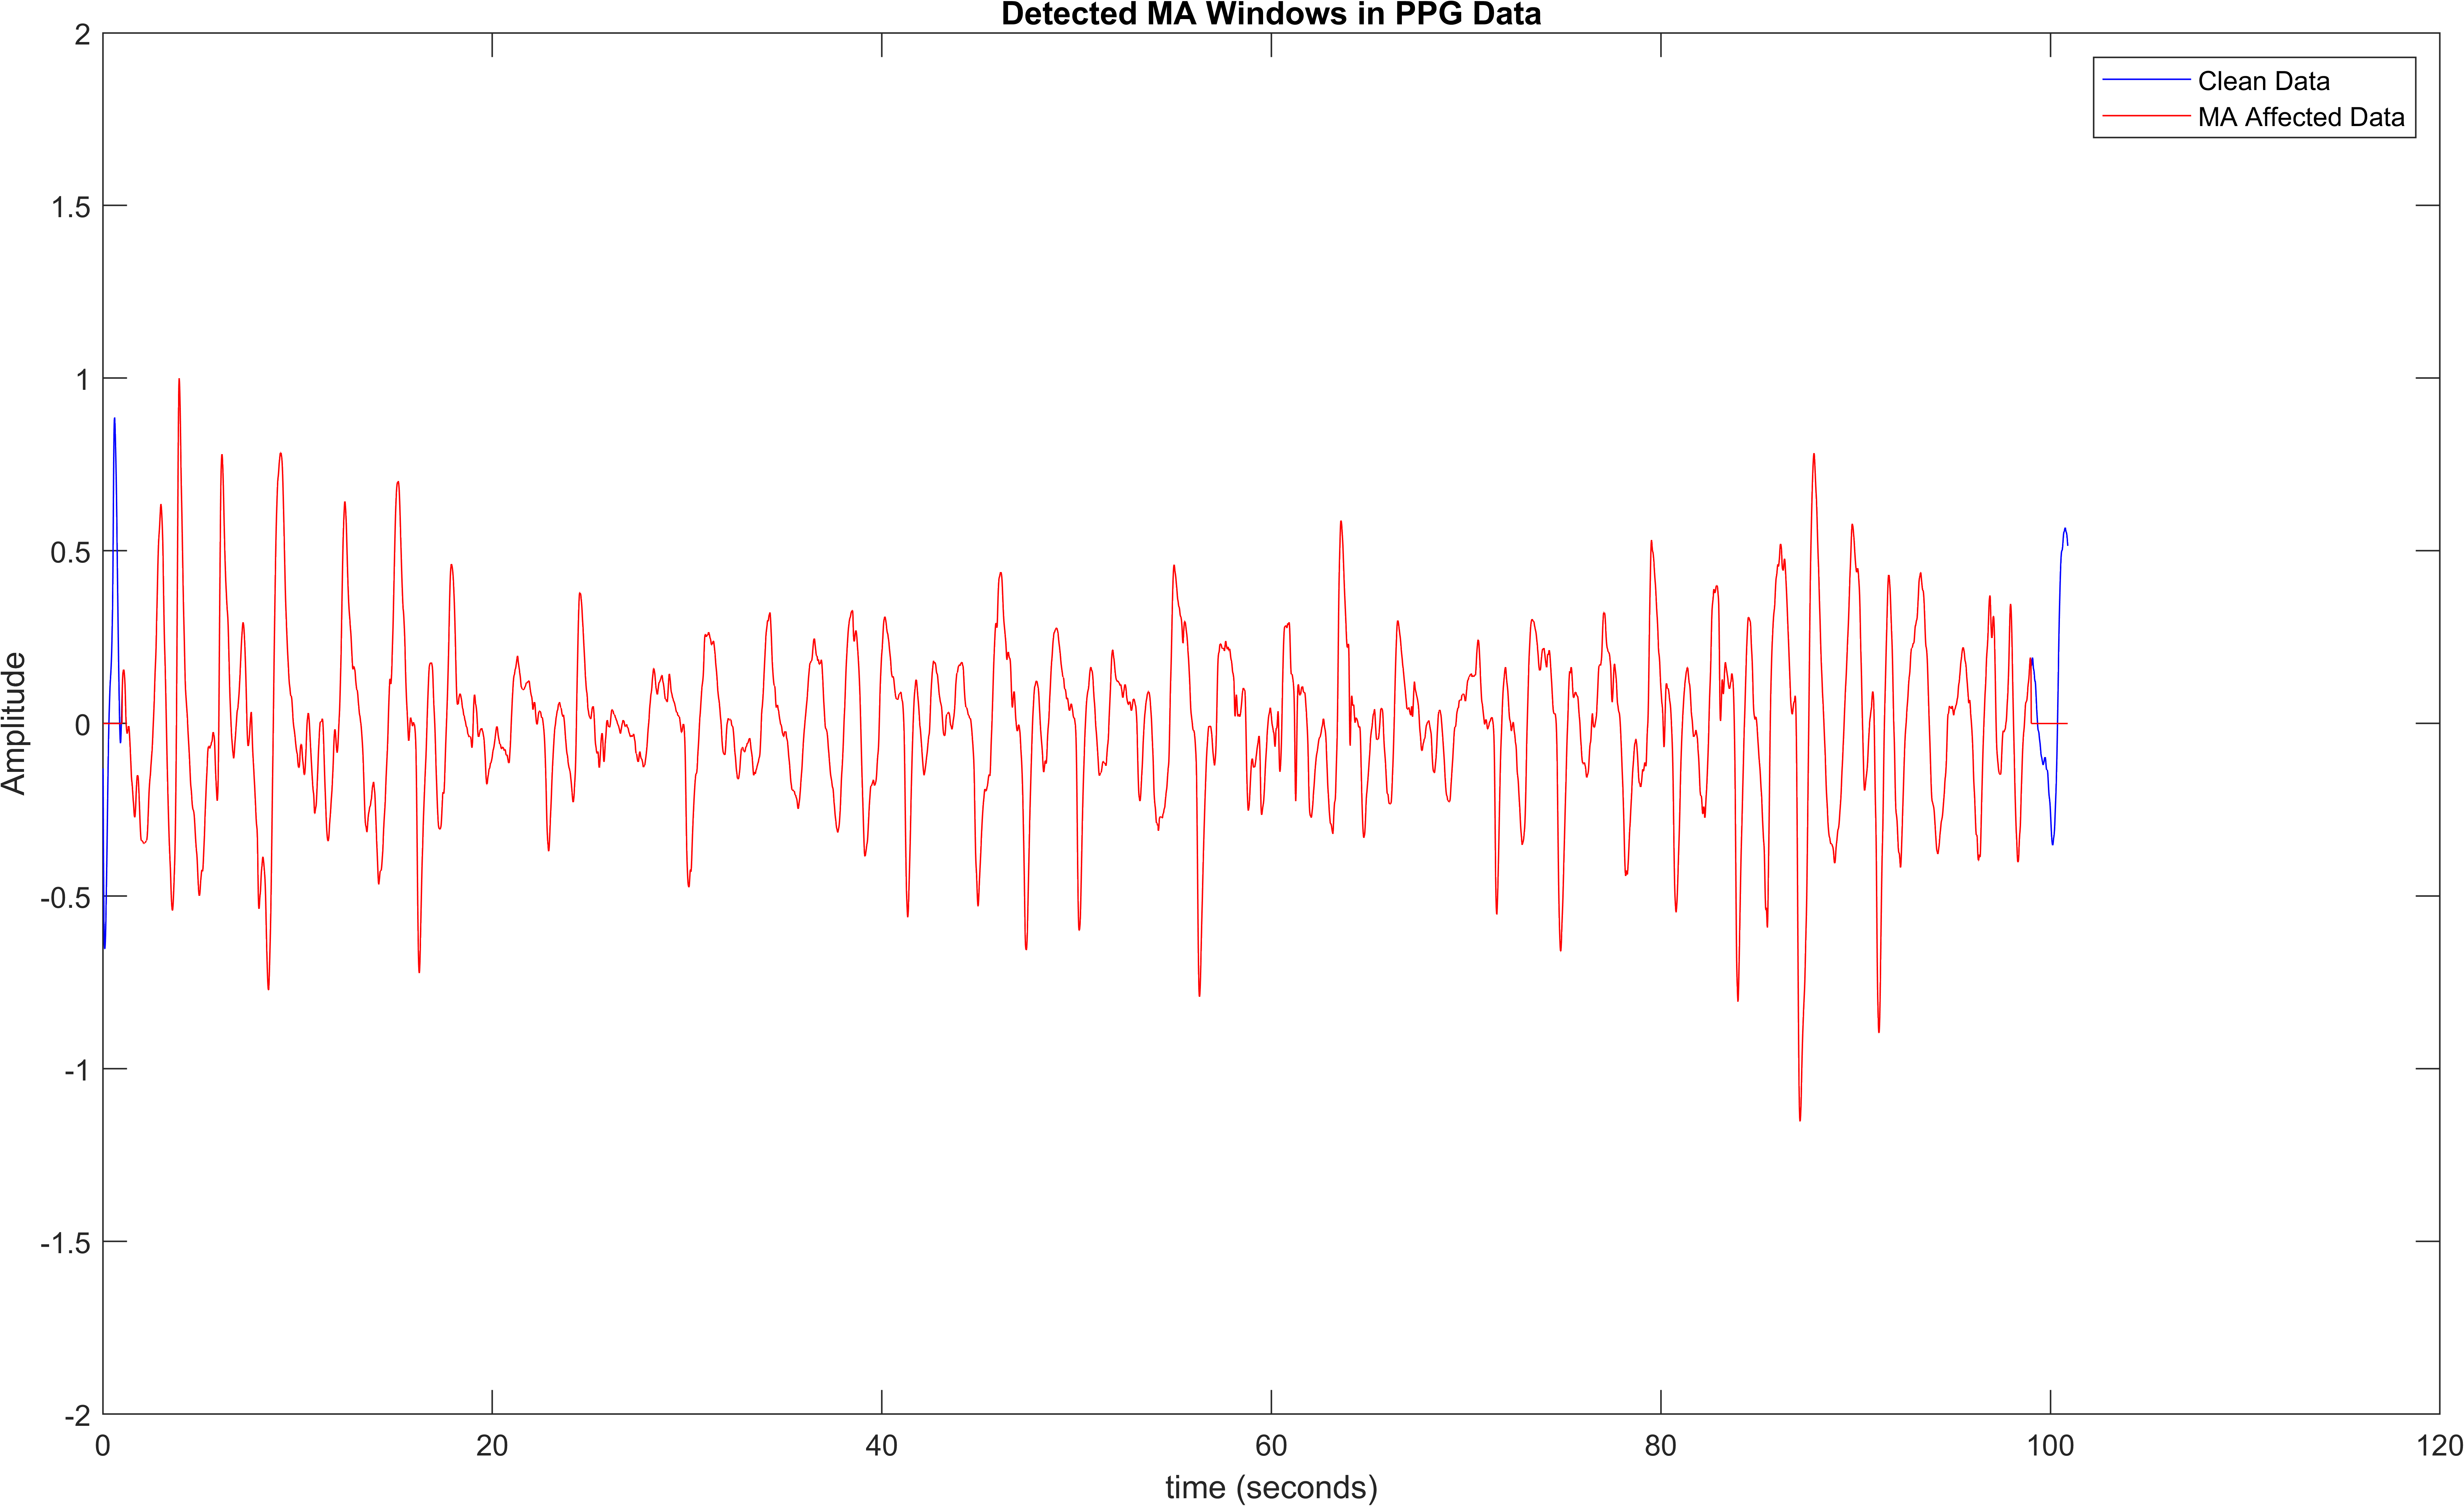 Detected MA Windows in PPG Data
Clean Data
MA Affected Data
2
1.5
1
0.5
0
-0.5
-1
-1.5
-2
Amplitude
0 20 40 60 80 100 120
time (seconds)